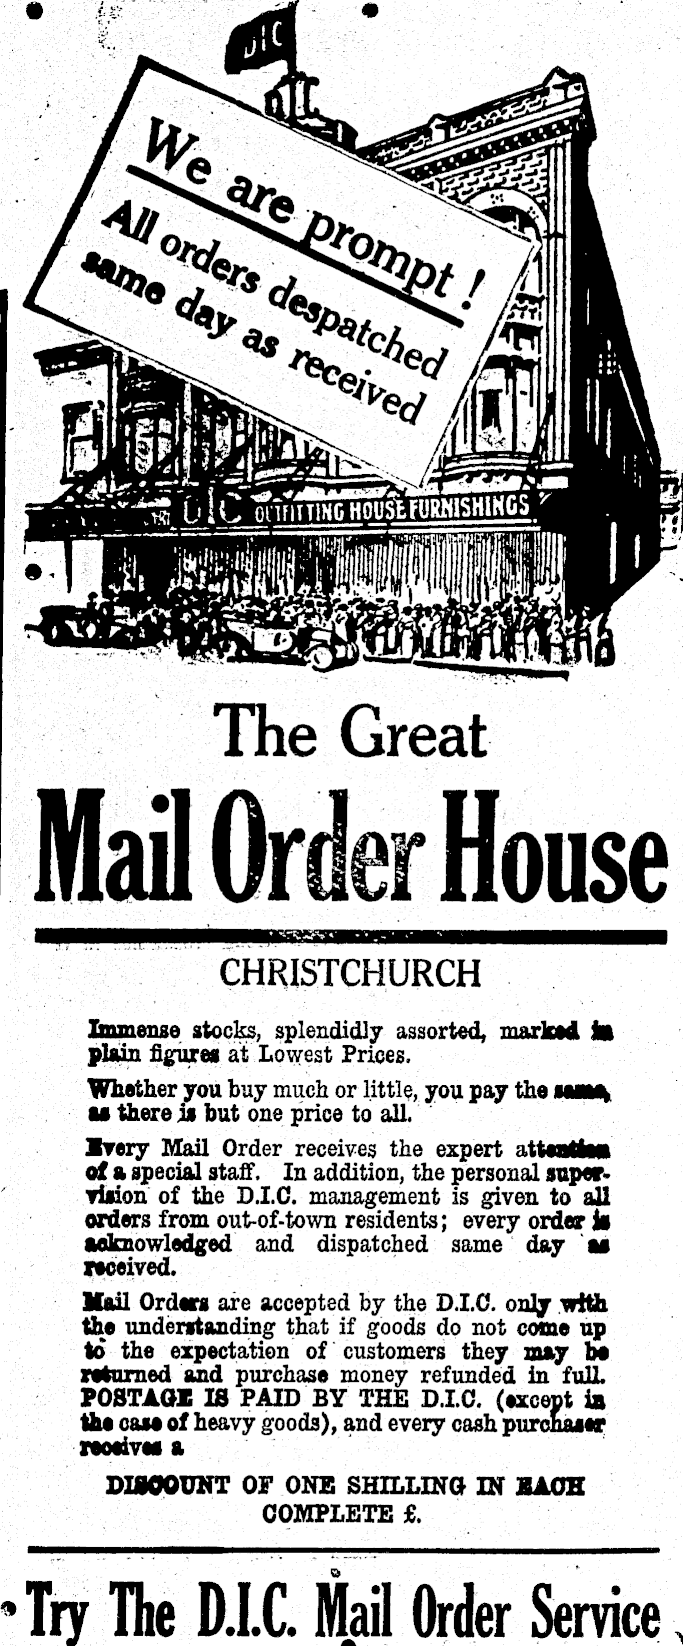 DIC
We are prompt!
All orders despatched
same day as received
DIC OUTFITTING HOUSE FURNISHINGS
The Great
Mail Order House
CHRISTCHURCH
Immense stocks, splendidly assorted, marked in
plain figures at Lowest Prices.
Whether you buy much or little, you pay the same,
as there is but one price to all.
Every Mail Order receives the expert attention
of a special staff. In addition, the personal super-
vision of the D.I.C. management is given to all
orders from out-of-town residents; every order is
acknowledged and dispatched same day as
received.
Mail Orders are accepted by the D.I.C. only with
the understanding that if goods do not come up
to the expectation of customers they may be
returned and purchase money refunded in full.
POSTAGE IS PAID BY THE D.I.C. (except in
the case of heavy goods), and every cash purchaser
receives a
DISCOUNT OF ONE SHILLING IN EACH
COMPLETE £.
Try The D.I.C. Mail Order Service